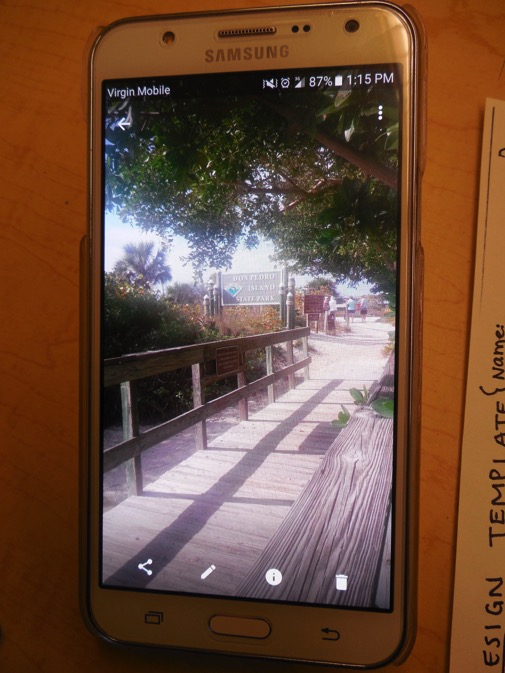 SAMSUNG
Virgin Mobile 87% 1:15 PM
DON PEDRO
ISLAND
STATE PARK
ESIGN TEMPLATE { Name: